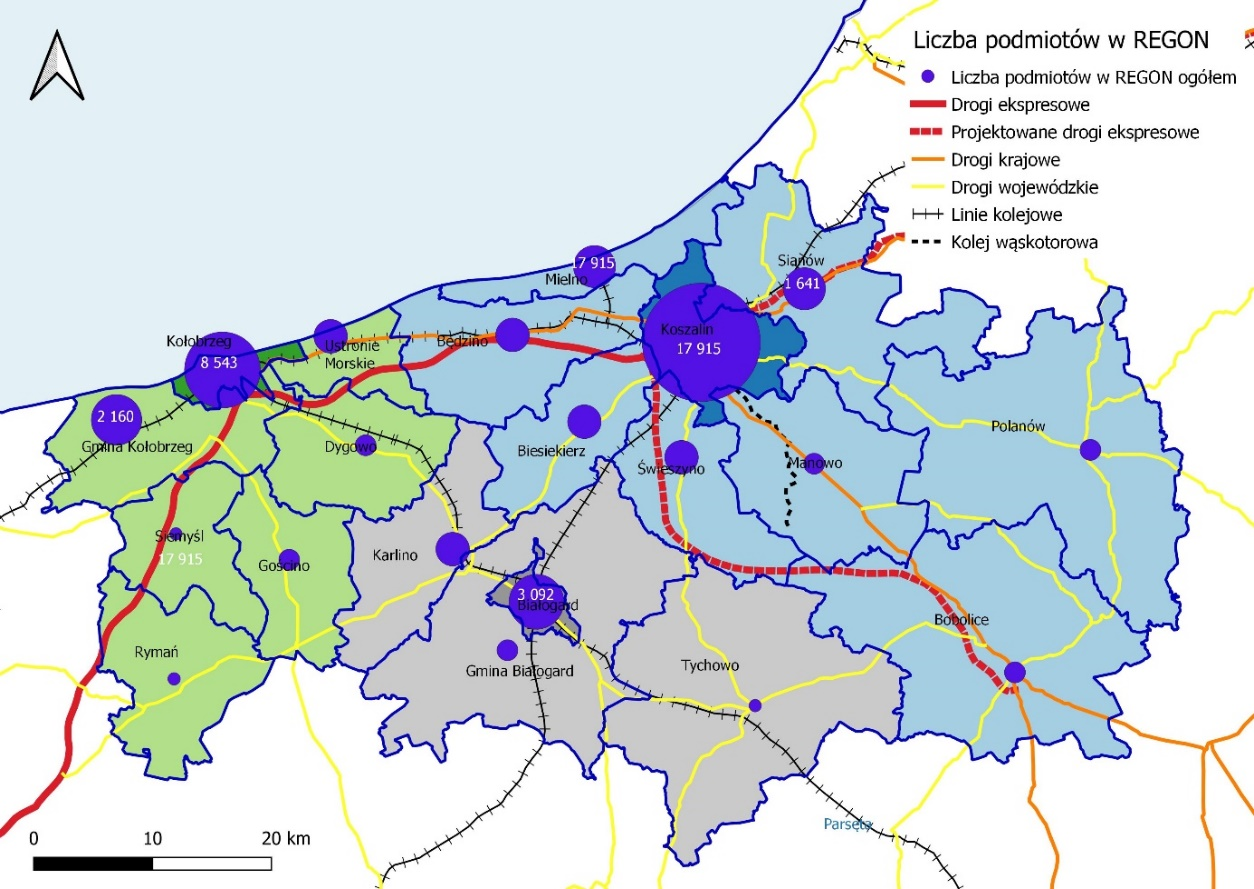 Liczba podmiotów w REGON
Liczba podmiotów w REGON ogółem
Drogi ekspresowe
Projektowane drogi ekspresowe
Drogi krajowe
Drogi wojewódzkie
Linie kolejowe
Kolej wąskotorowa
Sianów
1 641
17 915
Mielno
Koszalin
17 915
Kołobrzeg
8 543
Ustronie
Morskie
Będzino
2 160
Gmina Kołobrzeg
Dygowo
Biesiekierz
Świeszyno
Manowo
Polanów
Siemyśl
17 915
Gościno
Karlino
3 092
Białogard
Gmina Białogard
Rymań
Tychowo
Bobolice
Parsęta
0 10 20 km